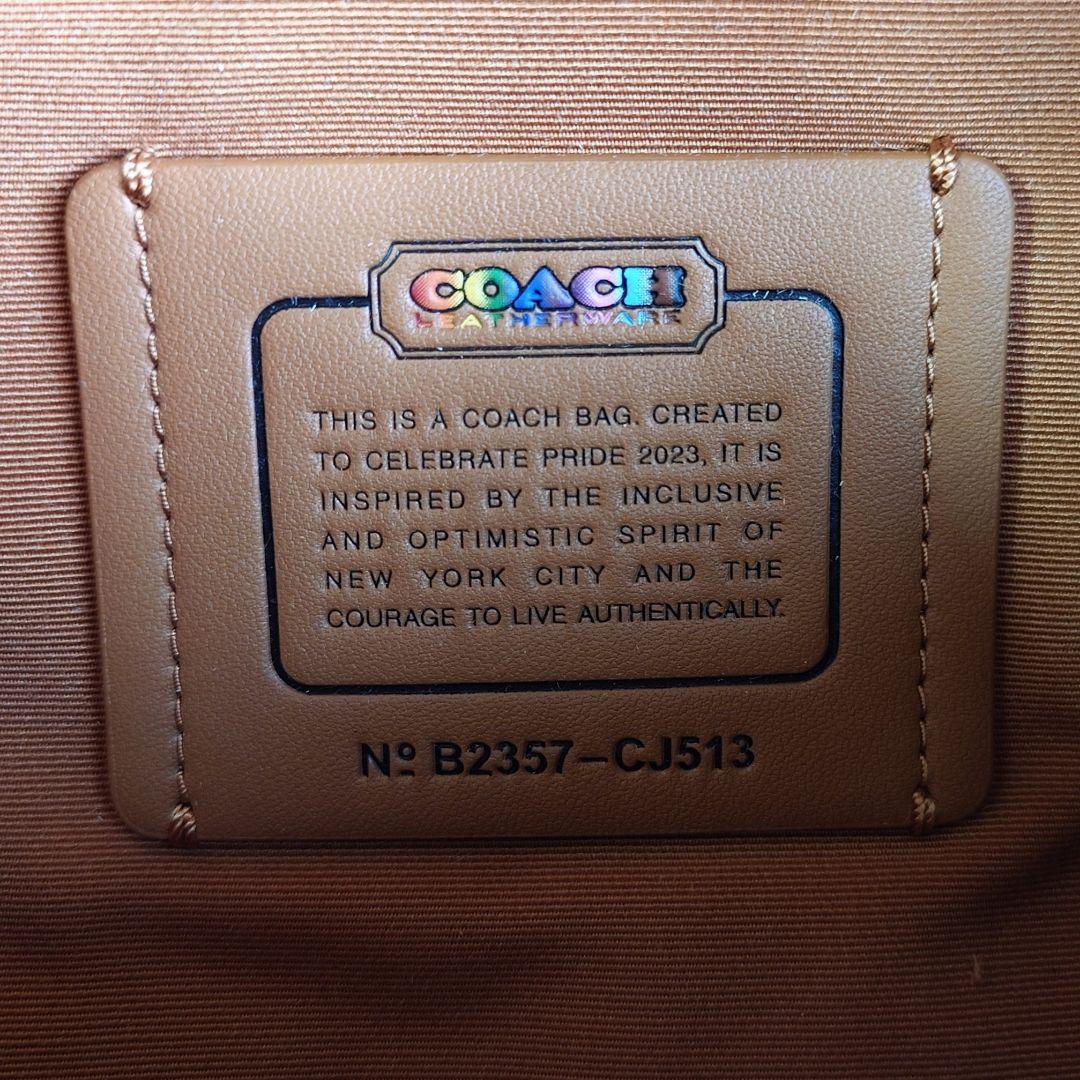 COACH
LEATHERWARE
THIS IS A COACH BAG. CREATED
TO CELEBRATE PRIDE 2023, IT IS
INSPIRED BY THE INCLUSIVE
AND OPTIMISTIC SPIRIT OF
NEW YORK CITY AND THE
COURAGE TO LIVE AUTHENTICALLY.
Nº B2357-CJ513